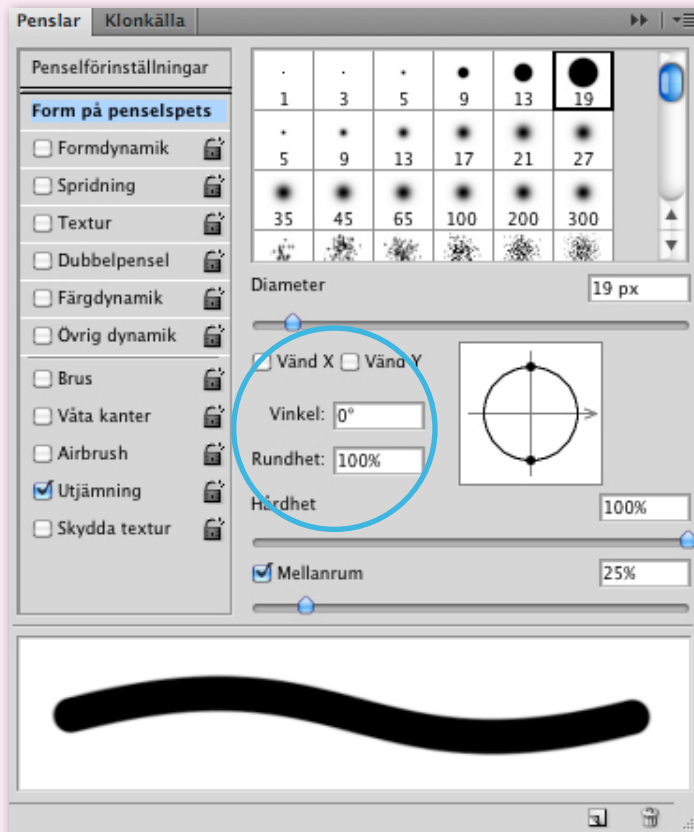 Penslar Klonkälla
Penselförinställningar
Form på penselspets
Formdynamik
Spridning
Textur
Dubbelpensel
Färgdynamik
Övrig dynamik
Brus
Våta kanter
Airbrush
Utjämning
Skydda textur
1 3 5 9 13 19
5 9 13 17 21 27
35 45 65 100 200 300
Diameter 19 px
Vänd X Vänd Y
Vinkel: 0°
Rundhet: 100%
Hårdhet 100%
Mellanrum 25%